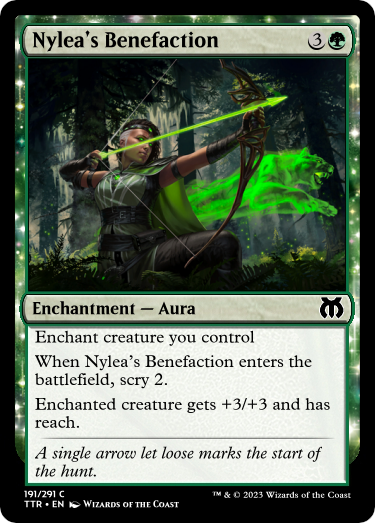 Nylea's Benefaction 3
Enchantment — Aura
Enchant creature you control
When Nylea's Benefaction enters the
battlefield, scry 2.
Enchanted creature gets +3/+3 and has
reach.
A single arrow let loose marks the start of
the hunt.
191/291 C
TTR • EN Wizards of the Coast
™ & © 2023 Wizards of the Coast